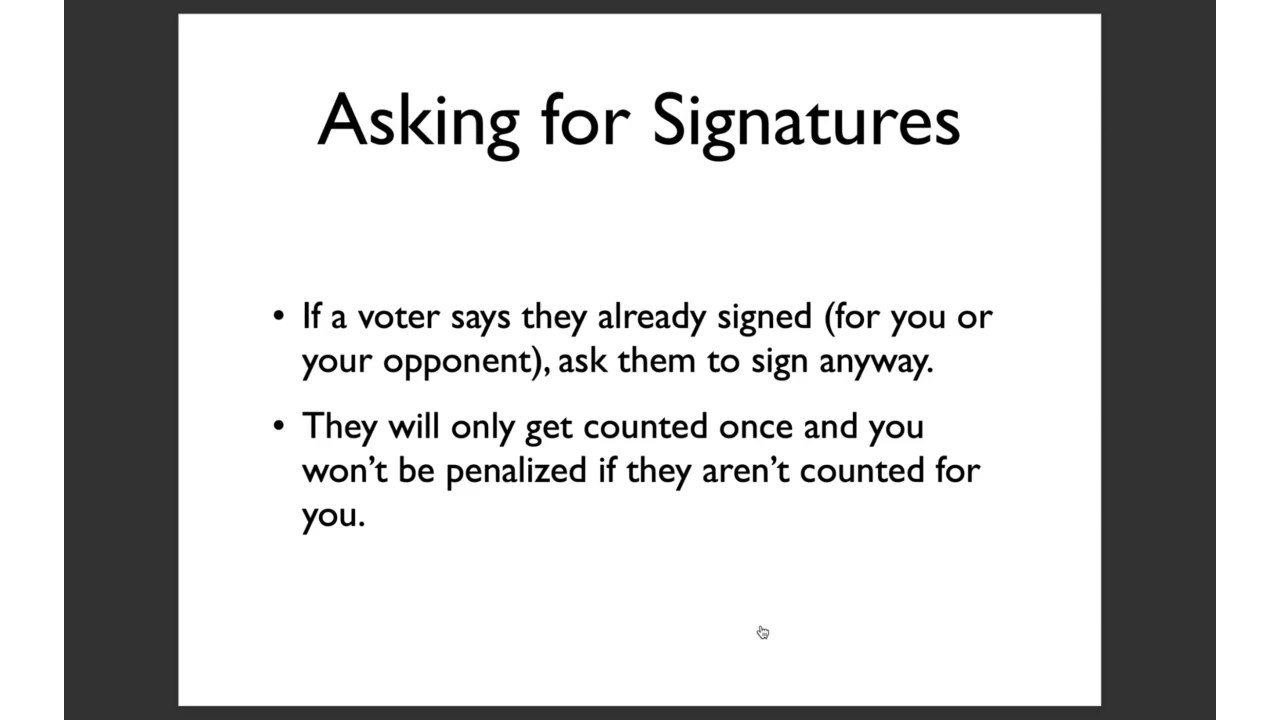 Asking for Signatures
• If a voter says they already signed (for you or
your opponent), ask them to sign anyway.
• They will only get counted once and you
won’t be penalized if they aren’t counted for
you.